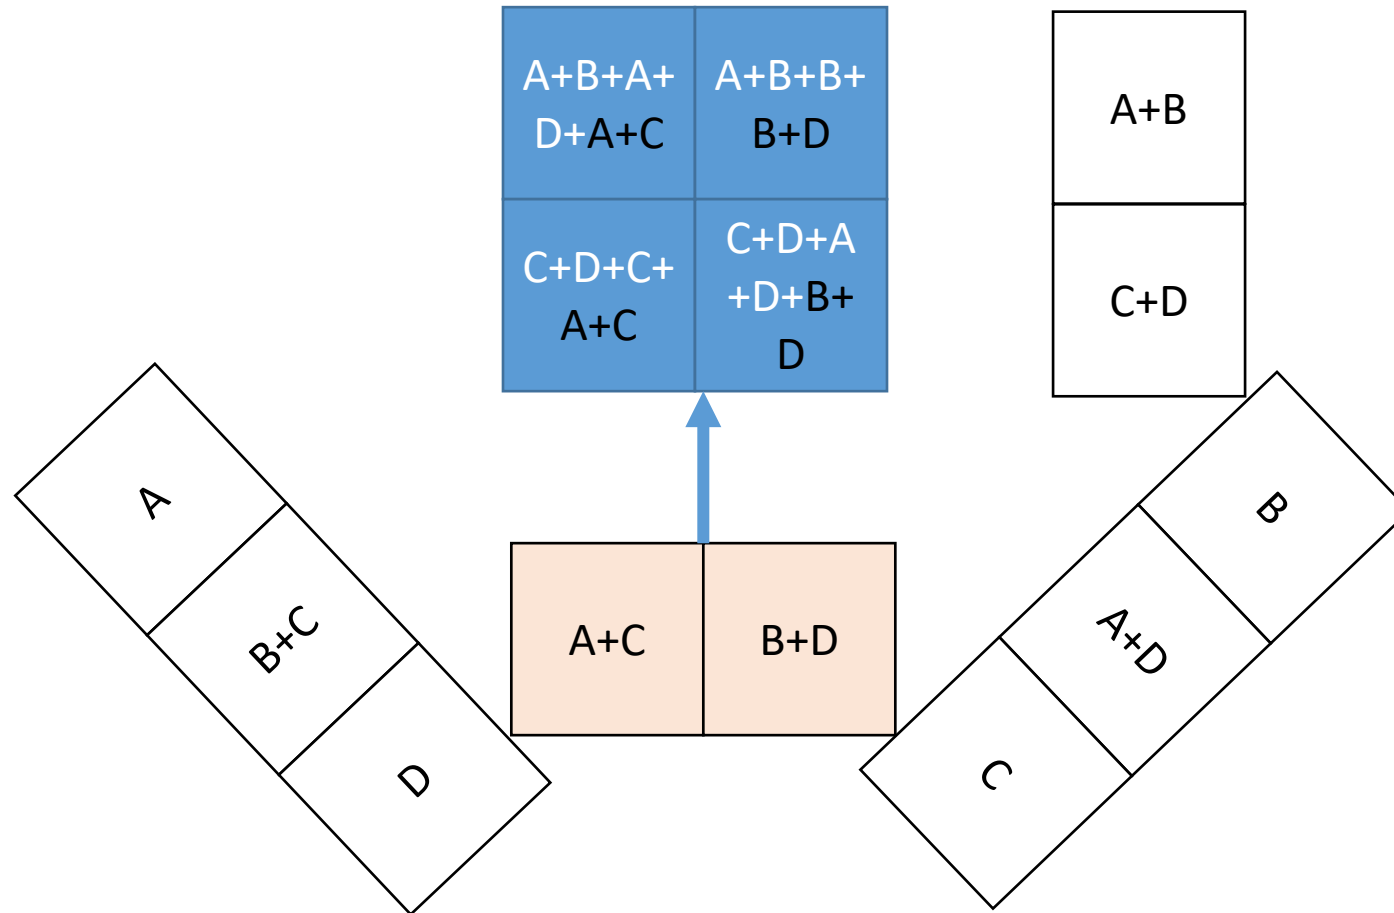 A+B+A+
D+A+C
A+B+B+
B+D
C+D+C+
A+C
C+D+A
+D+B+
D
A+B
C+D
A
B+C
D
A+C
B+D
B
A+D
C